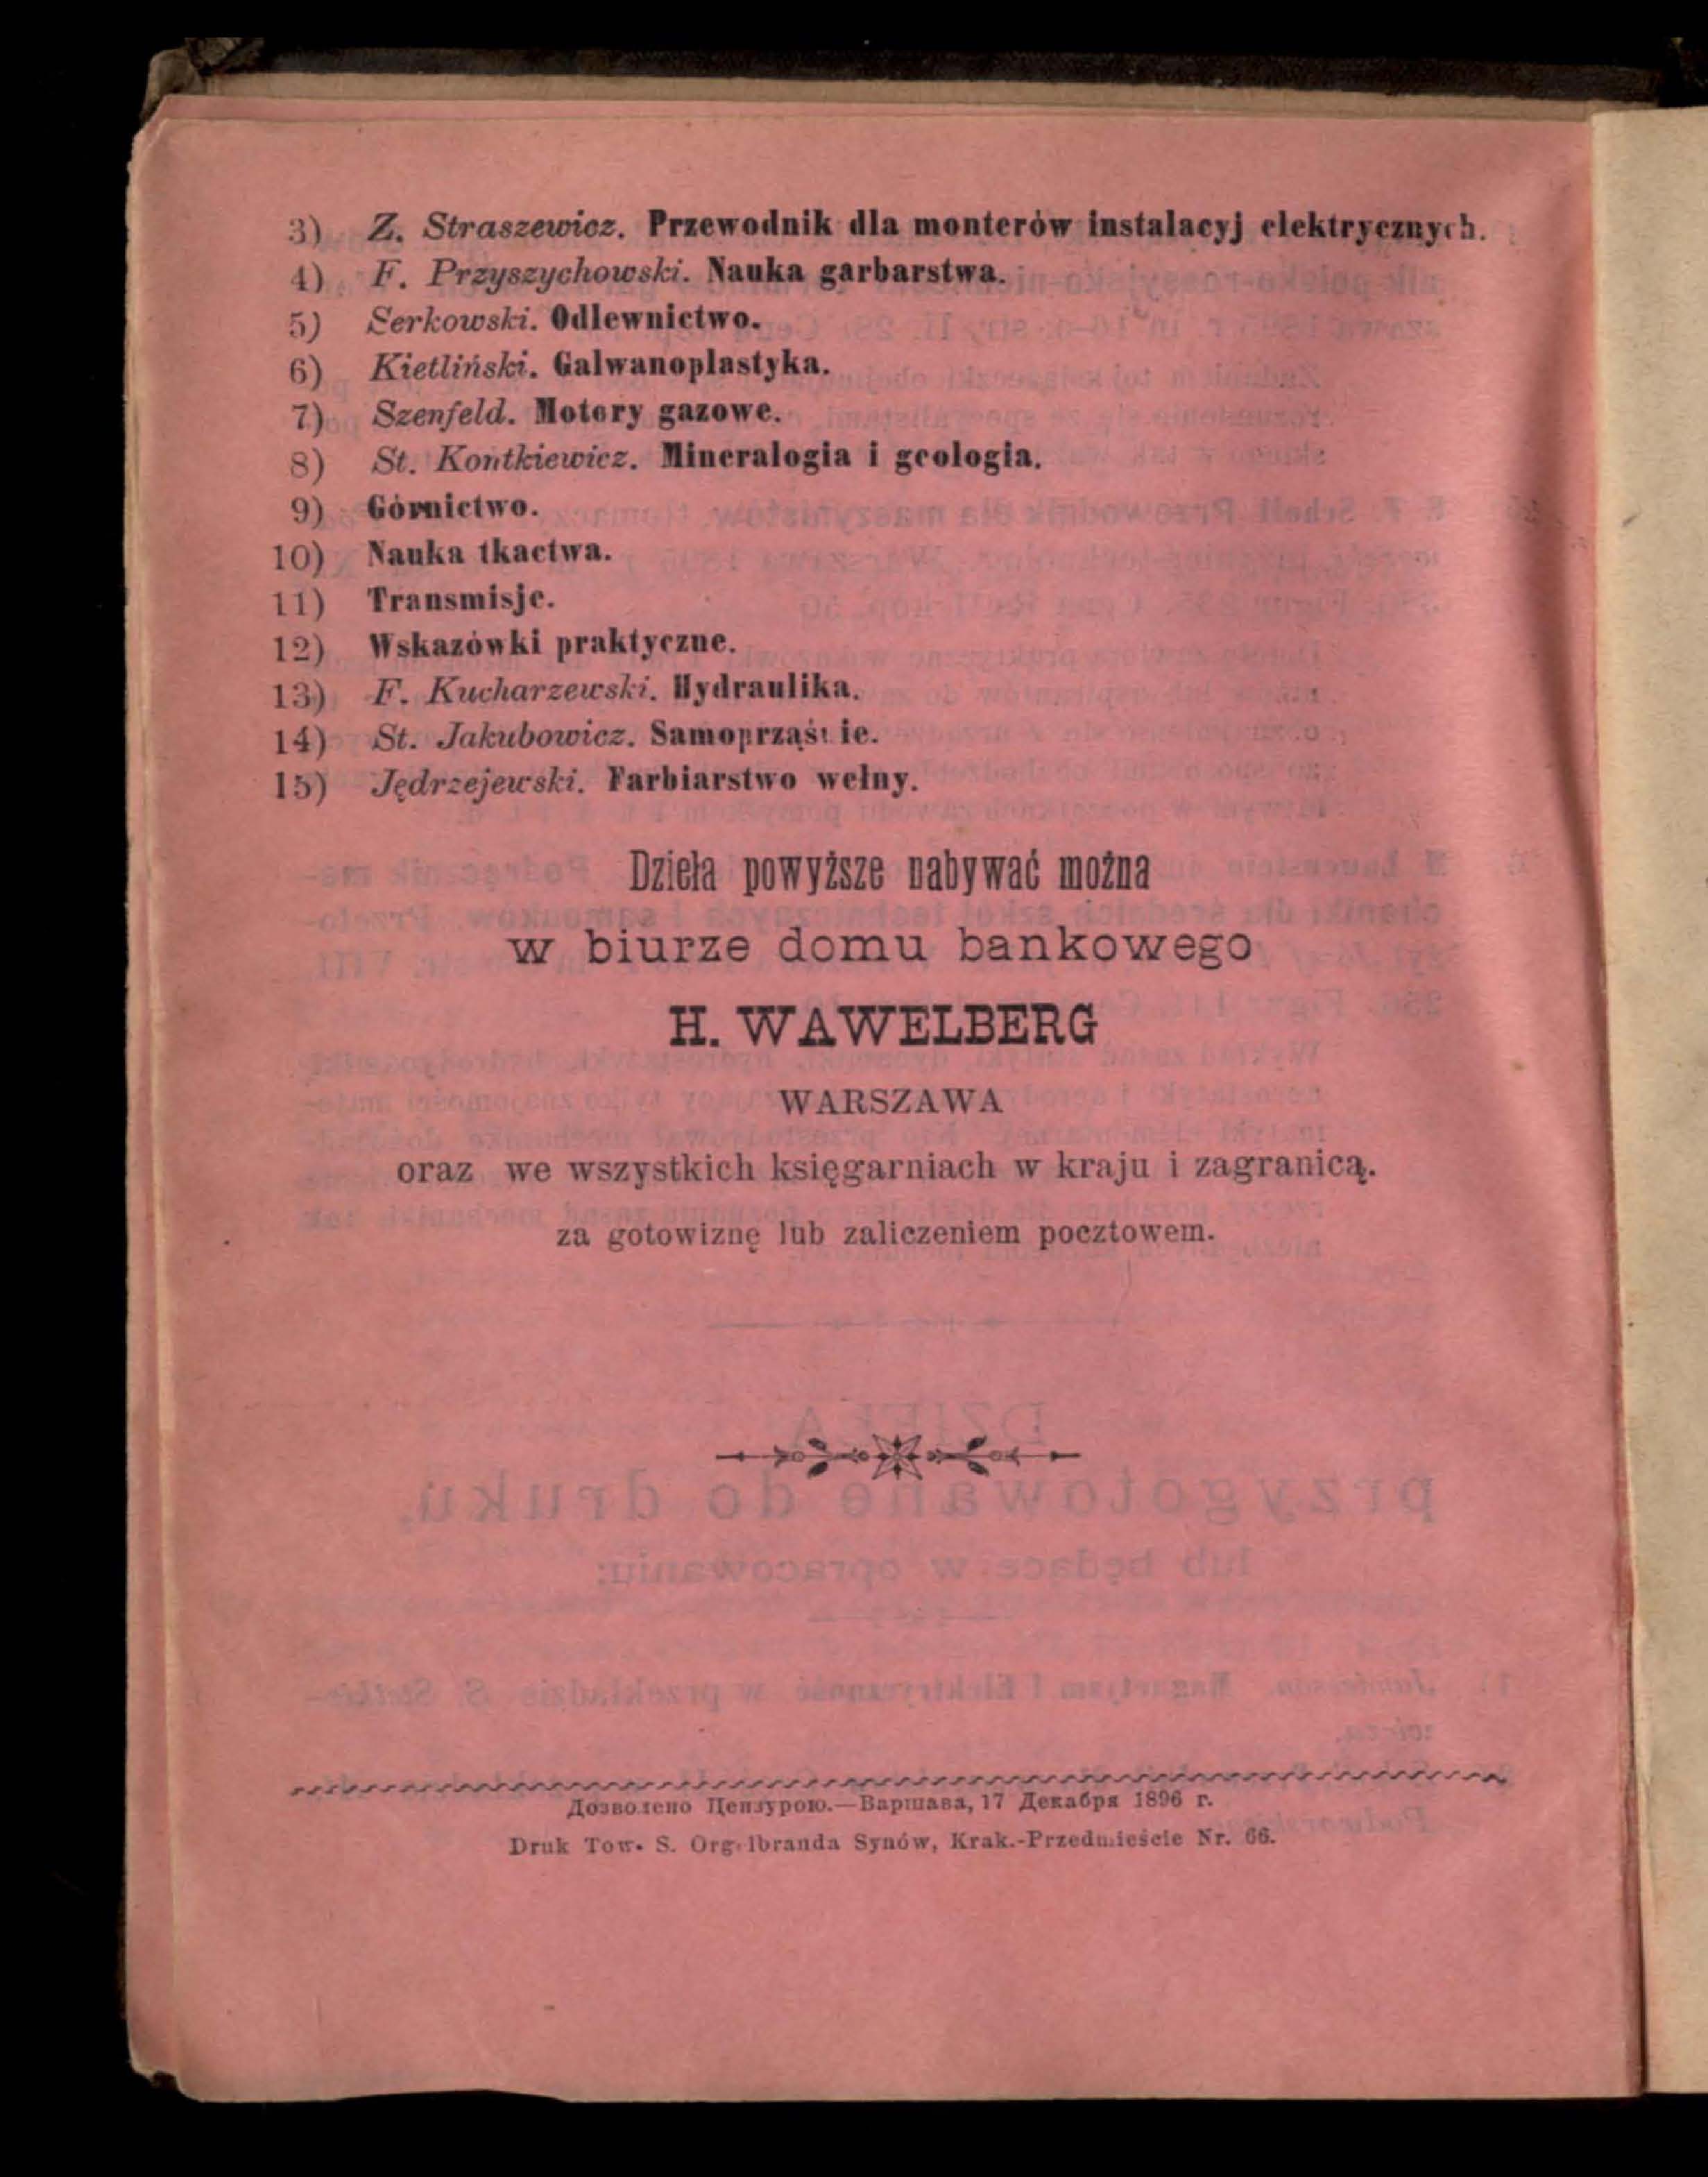 3) Z. Straszewicz. Przewodnik dla monterów instalacyj elektrycznych.
4) F. Przyszychowski. Nauka garbarstwa.
5) Serkowski. Odlewnictwo.
6) Kietliński. Galwanoplastyka.
7) Szenfeld. Motory gazowe.
8) St. Kontkiewicz. Mineralogia i geologia.
9) Górnictwo.
10) Nauka tkactwa.
11) Transmisje.
12) Wskazówki praktyczne.
13) F. Kucharzewski. Hydraulika.
14) St. Jakubowicz. Samoprząśnie.
15) Jędrzejewski. Farbiarstwo wełny.
Dzieła powyższe nabywać można
w biurze domu bankowego
H. WAWELBERG
WARSZAWA
oraz we wszystkich księgarniach w kraju i zagranicą.
za gotowiznę lub zaliczeniem pocztowem.
Дозволено Цензурою.—Варшава, 17 Декабря 1896 г.
Druk Tow. S. Orgelbranda Synów, Krak.-Przedmieście Nr. 66.